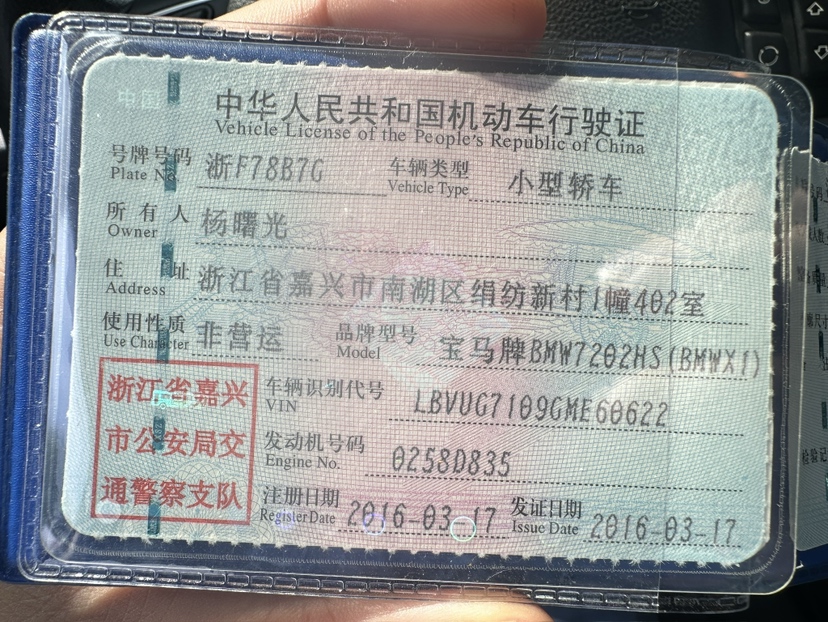 中国
中华人民共和国机动车行驶证
Vehicle License of the People's Republic of China
号牌号码 浙F78B7G 车辆类型 小型轿车
Plate No. Vehicle Type
所有人 杨曙光
Owner
住址 浙江省嘉兴市南湖区绢纺新村1幢402室
Address
使用性质 非营运 品牌型号 宝马牌BMW7202HS(BMWX1)
Use Character Model
浙江省嘉兴
市公安局交
通警察支队
车辆识别代号 LBVUG7109GME60622
VIN
发动机号码 0258D835
Engine No.
注册日期 2016-03-17 发证日期 2016-03-17
Register Date Issue Date